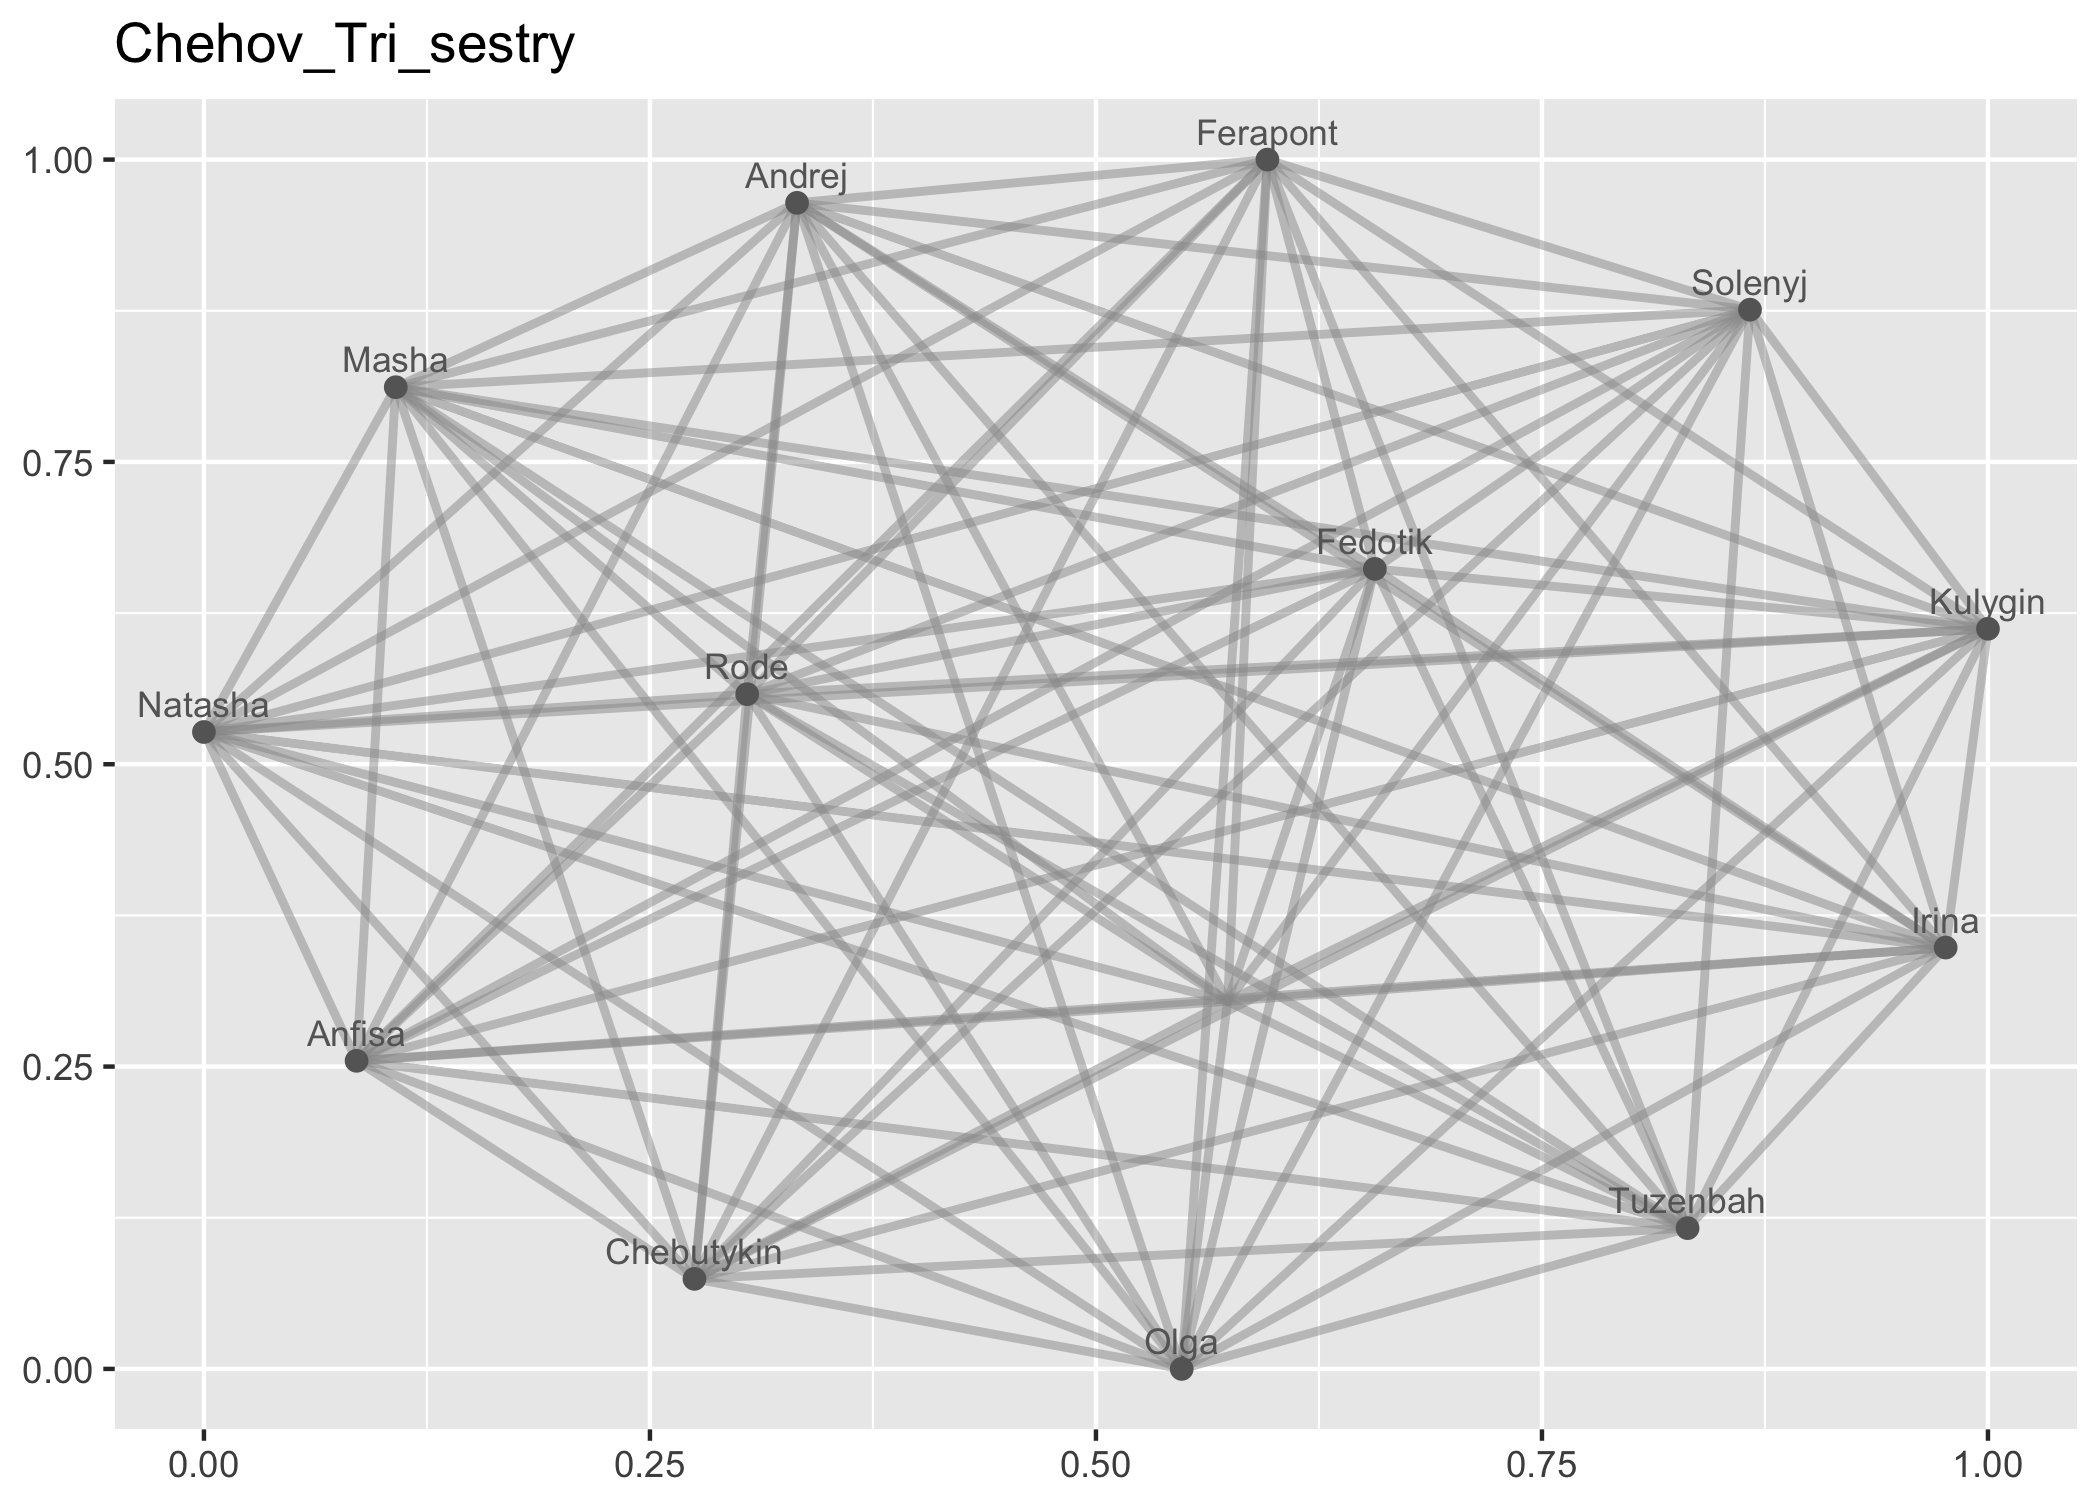 Chehov_Tri_sestry
Ferapont
Andrej
Solenyj
Masha
Fedotik
Kulygin
Rode
Natasha
Irina
Anfisa
Tuzenbah
Chebutykin
Olga
1.00
0.75
0.50
0.25
0.00
0.00 0.25 0.50 0.75 1.00